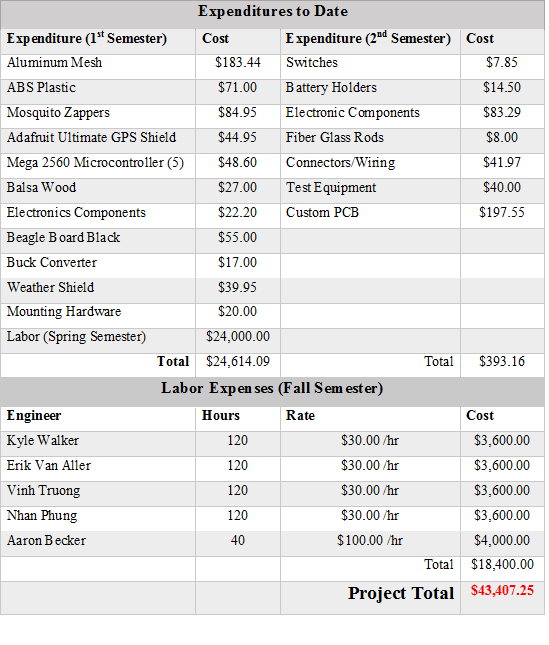 Expenditures to Date
Expenditure (1st Semester) Cost Expenditure (2nd Semester) Cost
Aluminum Mesh $183.44 Switches $7.85
ABS Plastic $71.00 Battery Holders $14.50
Mosquito Zappers $84.95 Electronic Components $83.29
Adafruit Ultimate GPS Shield $44.95 Fiber Glass Rods $8.00
Mega 2560 Microcontroller (5) $48.60 Connectors/Wiring $41.97
Balsa Wood $27.00 Test Equipment $40.00
Electronics Components $22.20 Custom PCB $197.55
Beagle Board Black $55.00
Buck Converter $17.00
Weather Shield $39.95
Mounting Hardware $20.00
Labor (Spring Semester) $24,000.00
Total $24,614.09 Total $393.16
Labor Expenses (Fall Semester)
Engineer Hours Rate Cost
Kyle Walker 120 $30.00 /hr $3,600.00
Erik Van Aller 120 $30.00 /hr $3,600.00
Vinh Truong 120 $30.00 /hr $3,600.00
Nhan Phung 120 $30.00 /hr $3,600.00
Aaron Becker 40 $100.00 /hr $4,000.00
Total $18,400.00
Project Total $43,407.25